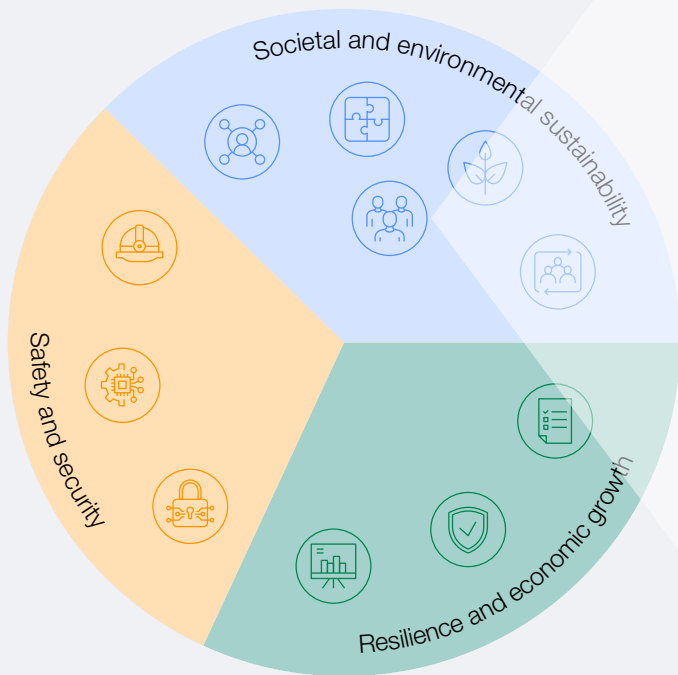 Societal and environmental sustainability
Safety and security
Resilience and economic growth